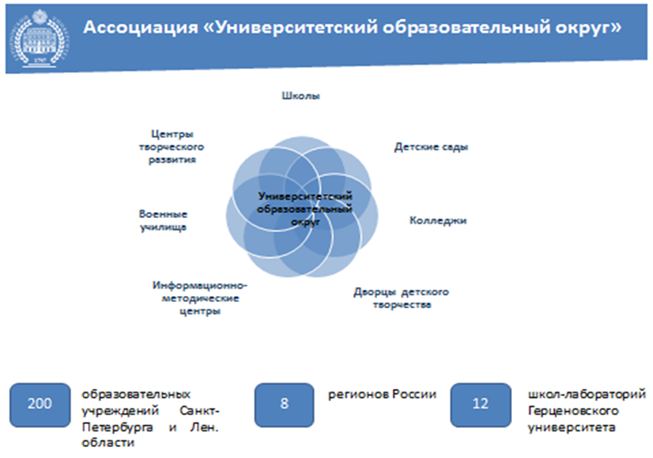 Ассоциация «Университетский образовательный округ»
1797
Школы
Центры
творческого
развития
Детские сады
Университетский
образовательный
округ
Военные
училища
Колледжи
Информационно-
методические
центры
Дворцы детского
творчества
200
образовательных
учреждений Санкт-
Петербурга и Лен.
области
8
регионов России
12
школ-лабораторий
Герценовского
университета